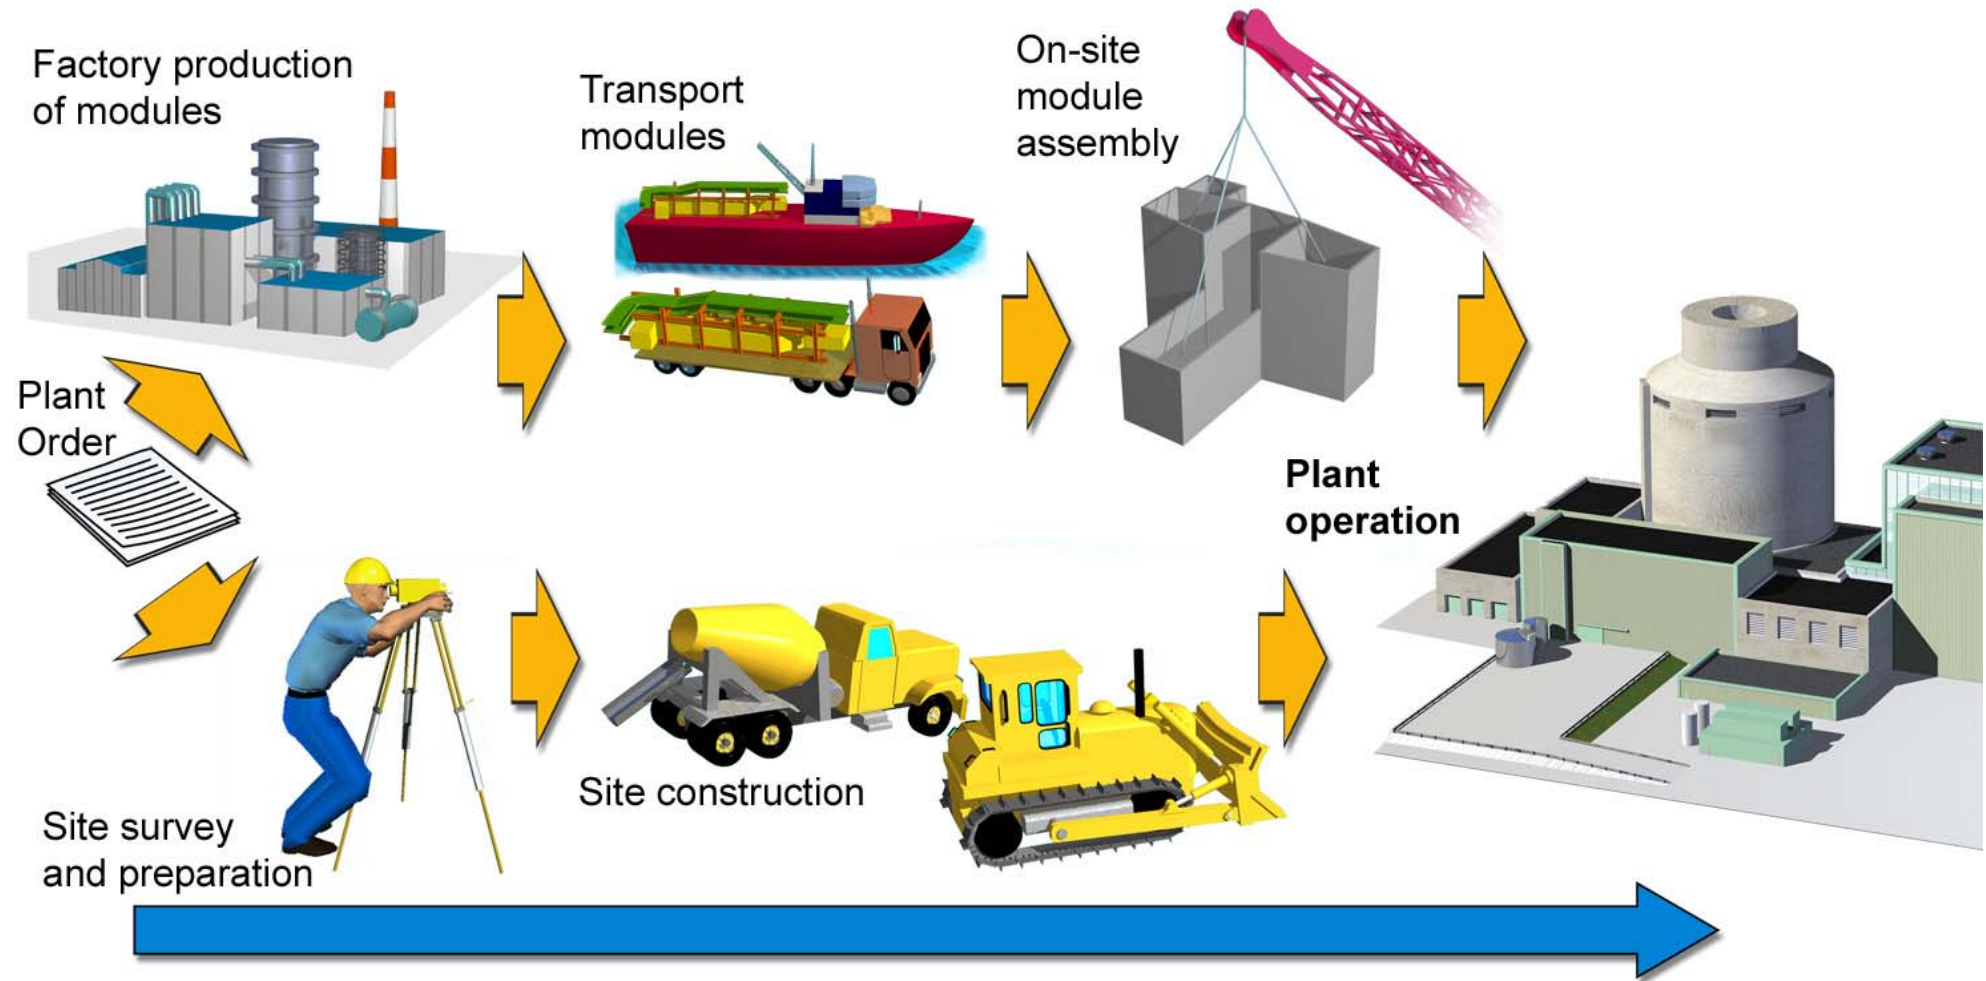 Factory production
of modules
Transport
modules
On-site
module
assembly
Plant
Order
Plant
operation
Site construction
Site survey
and preparation